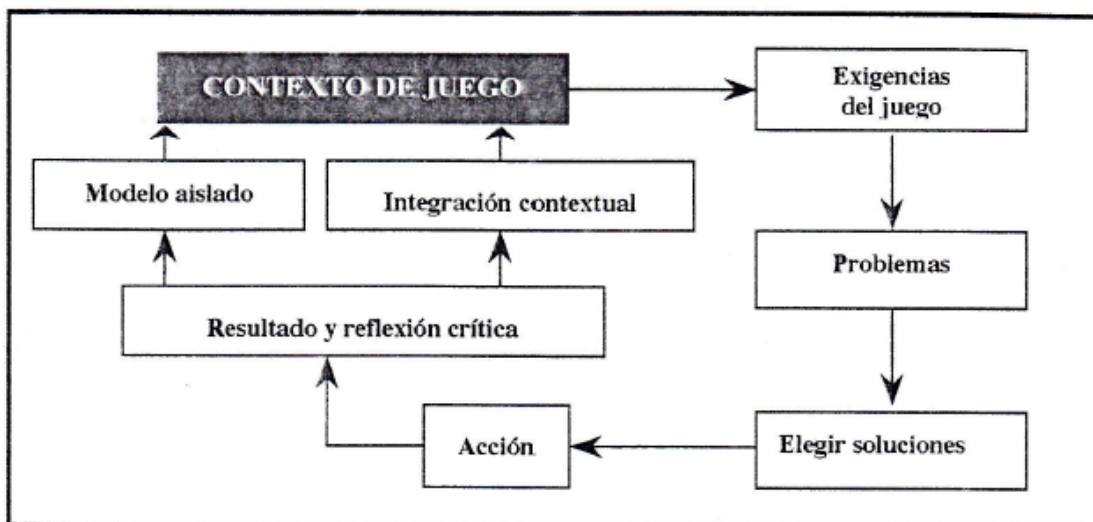 CONTEXTO DE JUEGO
Exigencias
del juego
Modelo aislado
Integración contextual
Problemas
Resultado y reflexión crítica
Acción
Elegir soluciones